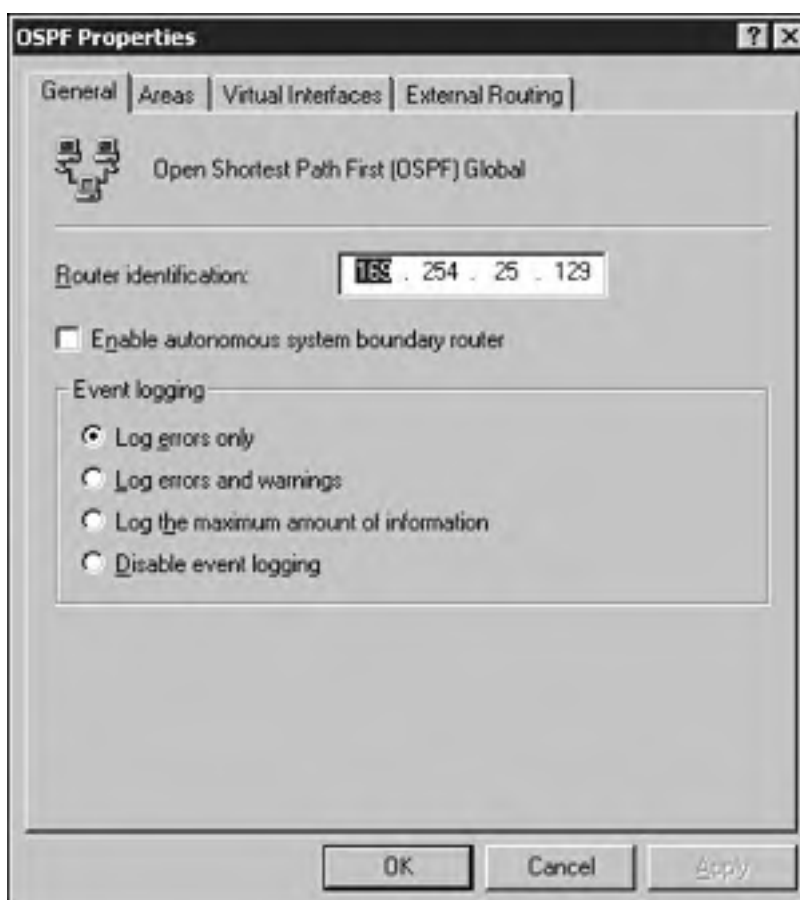 OSPF Properties
General Areas Virtual Interfaces External Routing
Open Shortest Path First (OSPF) Global
Router identification: 169 . 254 . 25 . 129
Enable autonomous system boundary router
Event logging
Log errors only
Log errors and warnings
Log the maximum amount of information
Disable event logging
OK Cancel Apply